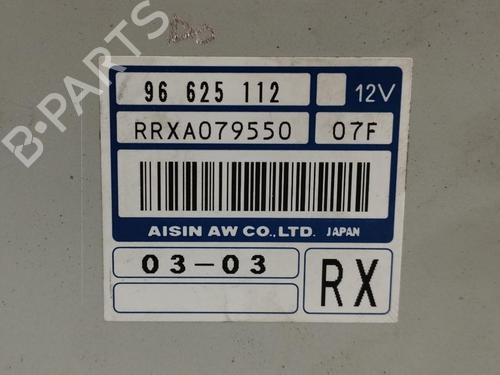 96 625 112 12V
RRXA079550 07F
AISIN AW CO.,LTD. JAPAN
03-03
RX
B-PARTS